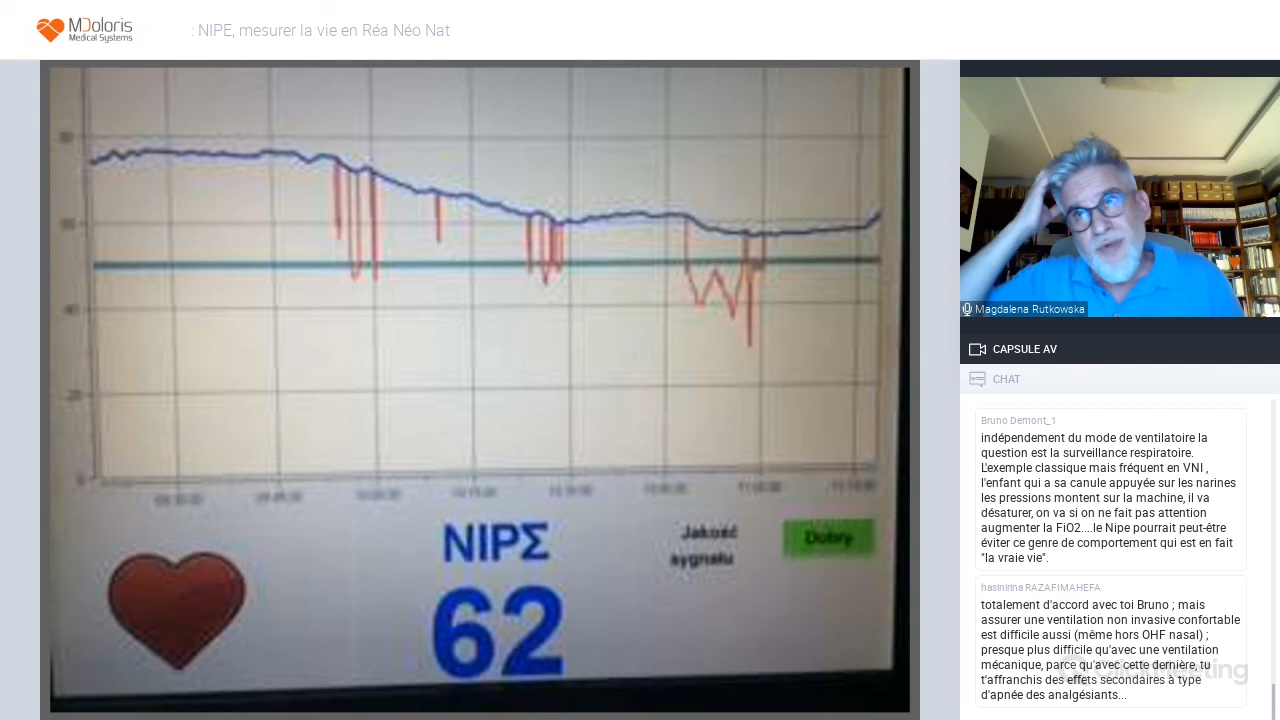 MDoloris
Medical Systems
: NIPE, mesurer la vie en Réa Néo Nat
80
60
40
20
0
NIPΣ
62
Jakość
sygnału
Dobry
Magdalena Rutkowska
CAPSULE AV
CHAT
Bruno Demont_1
indépendement du mode de ventilatoire la
question est la surveillance respiratoire.
L'exemple classique mais fréquent en VNI ,
l'enfant qui a sa canule appuyée sur les narines
les pressions montent sur la machine, il va
désaturer, on va si on ne fait pas attention
augmenter la FiO2....le Nipe pourrait peut-être
éviter ce genre de comportement qui est en fait
"la vraie vie".
hasinirina RAZAFIMAHEFA
totalement d'accord avec toi Bruno ; mais
assurer une ventilation non invasive confortable
est difficile aussi (même hors OHF nasal) ;
presque plus difficile qu'avec une ventilation
mécanique, parce qu'avec cette dernière, tu
t'affranchis des effets secondaires à type
d'apnée des analgésiants...
ClickMeeting